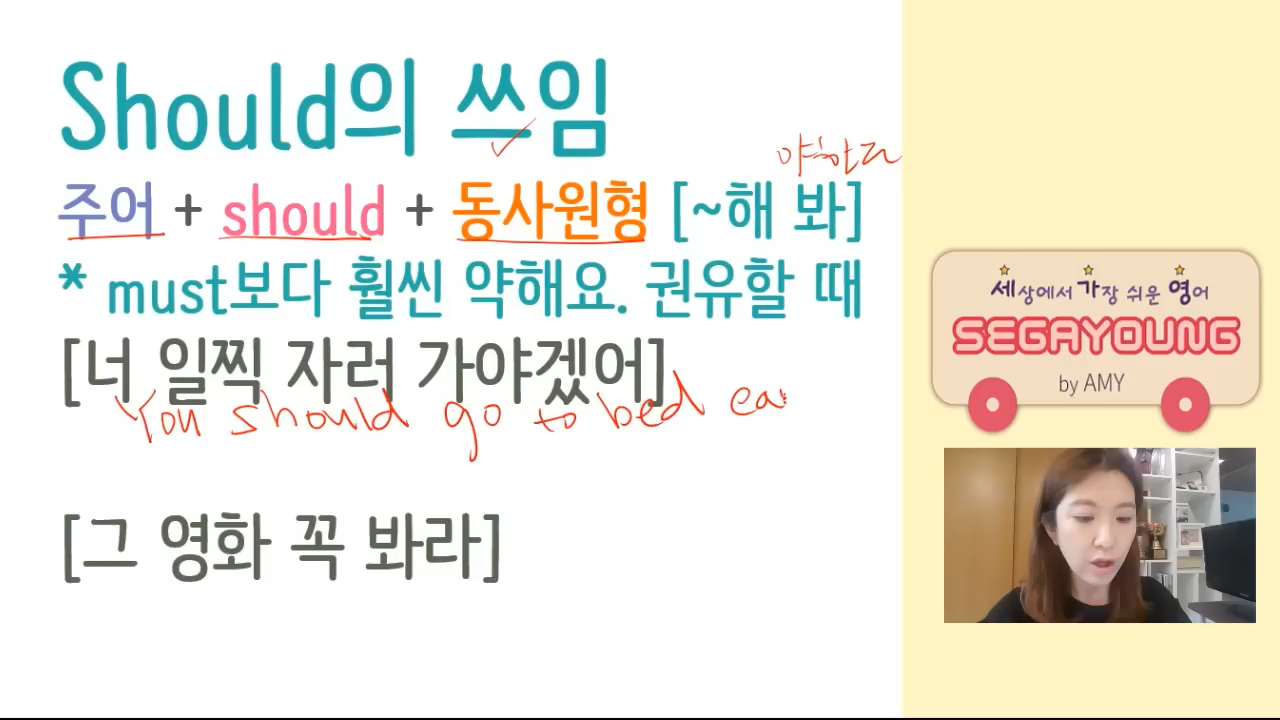 Should의 쓰임
야한다
주어 + should + 동사원형 [~해 봐]
* must보다 훨씬 약해요. 권유할 때
[너 일찍 자러 가야겠어]
You should go to bed ea
[그 영화 꼭 봐라]
세상에서 가장 쉬운 영어
SEGAYOUNG
by AMY